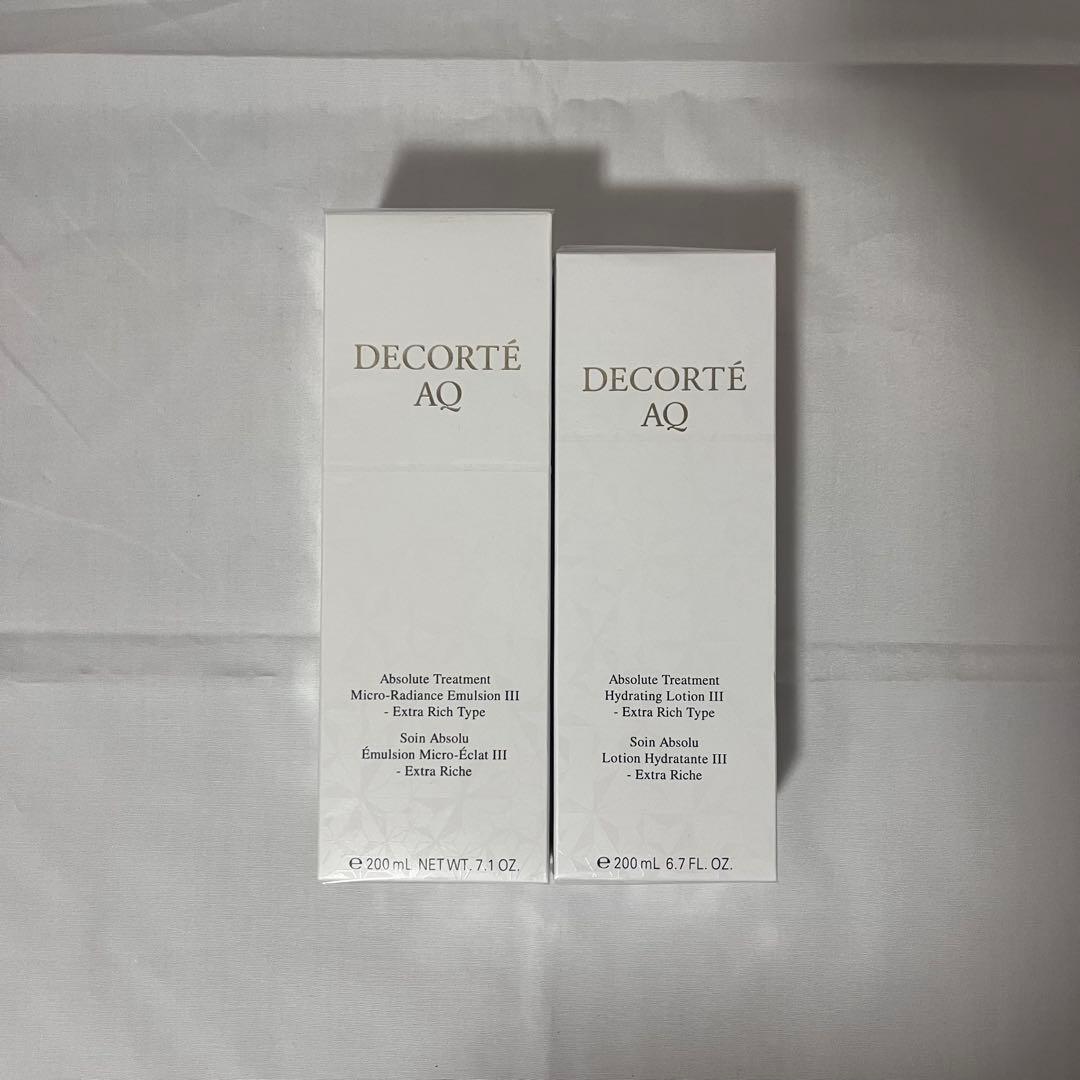 DECORTÉ
AQ
Absolute Treatment
Micro-Radiance Emulsion III
- Extra Rich Type
Soin Absolu
Émulsion Micro-Éclat III
- Extra Riche
℮ 200 mL NET WT. 7.1 OZ.
DECORTÉ
AQ
Absolute Treatment
Hydrating Lotion III
- Extra Rich Type
Soin Absolu
Lotion Hydratante III
- Extra Riche
℮ 200 mL 6.7 FL. OZ.